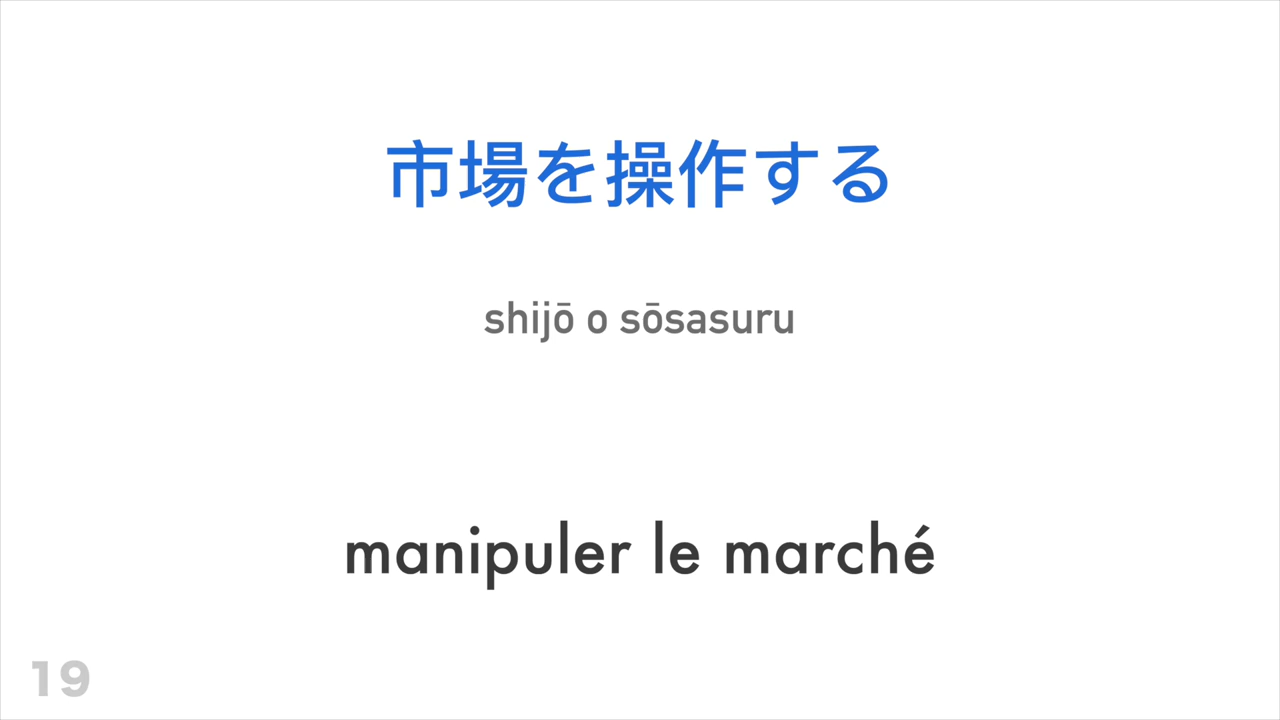 市場を操作する
shijō o sōsasuru
manipuler le marché
19